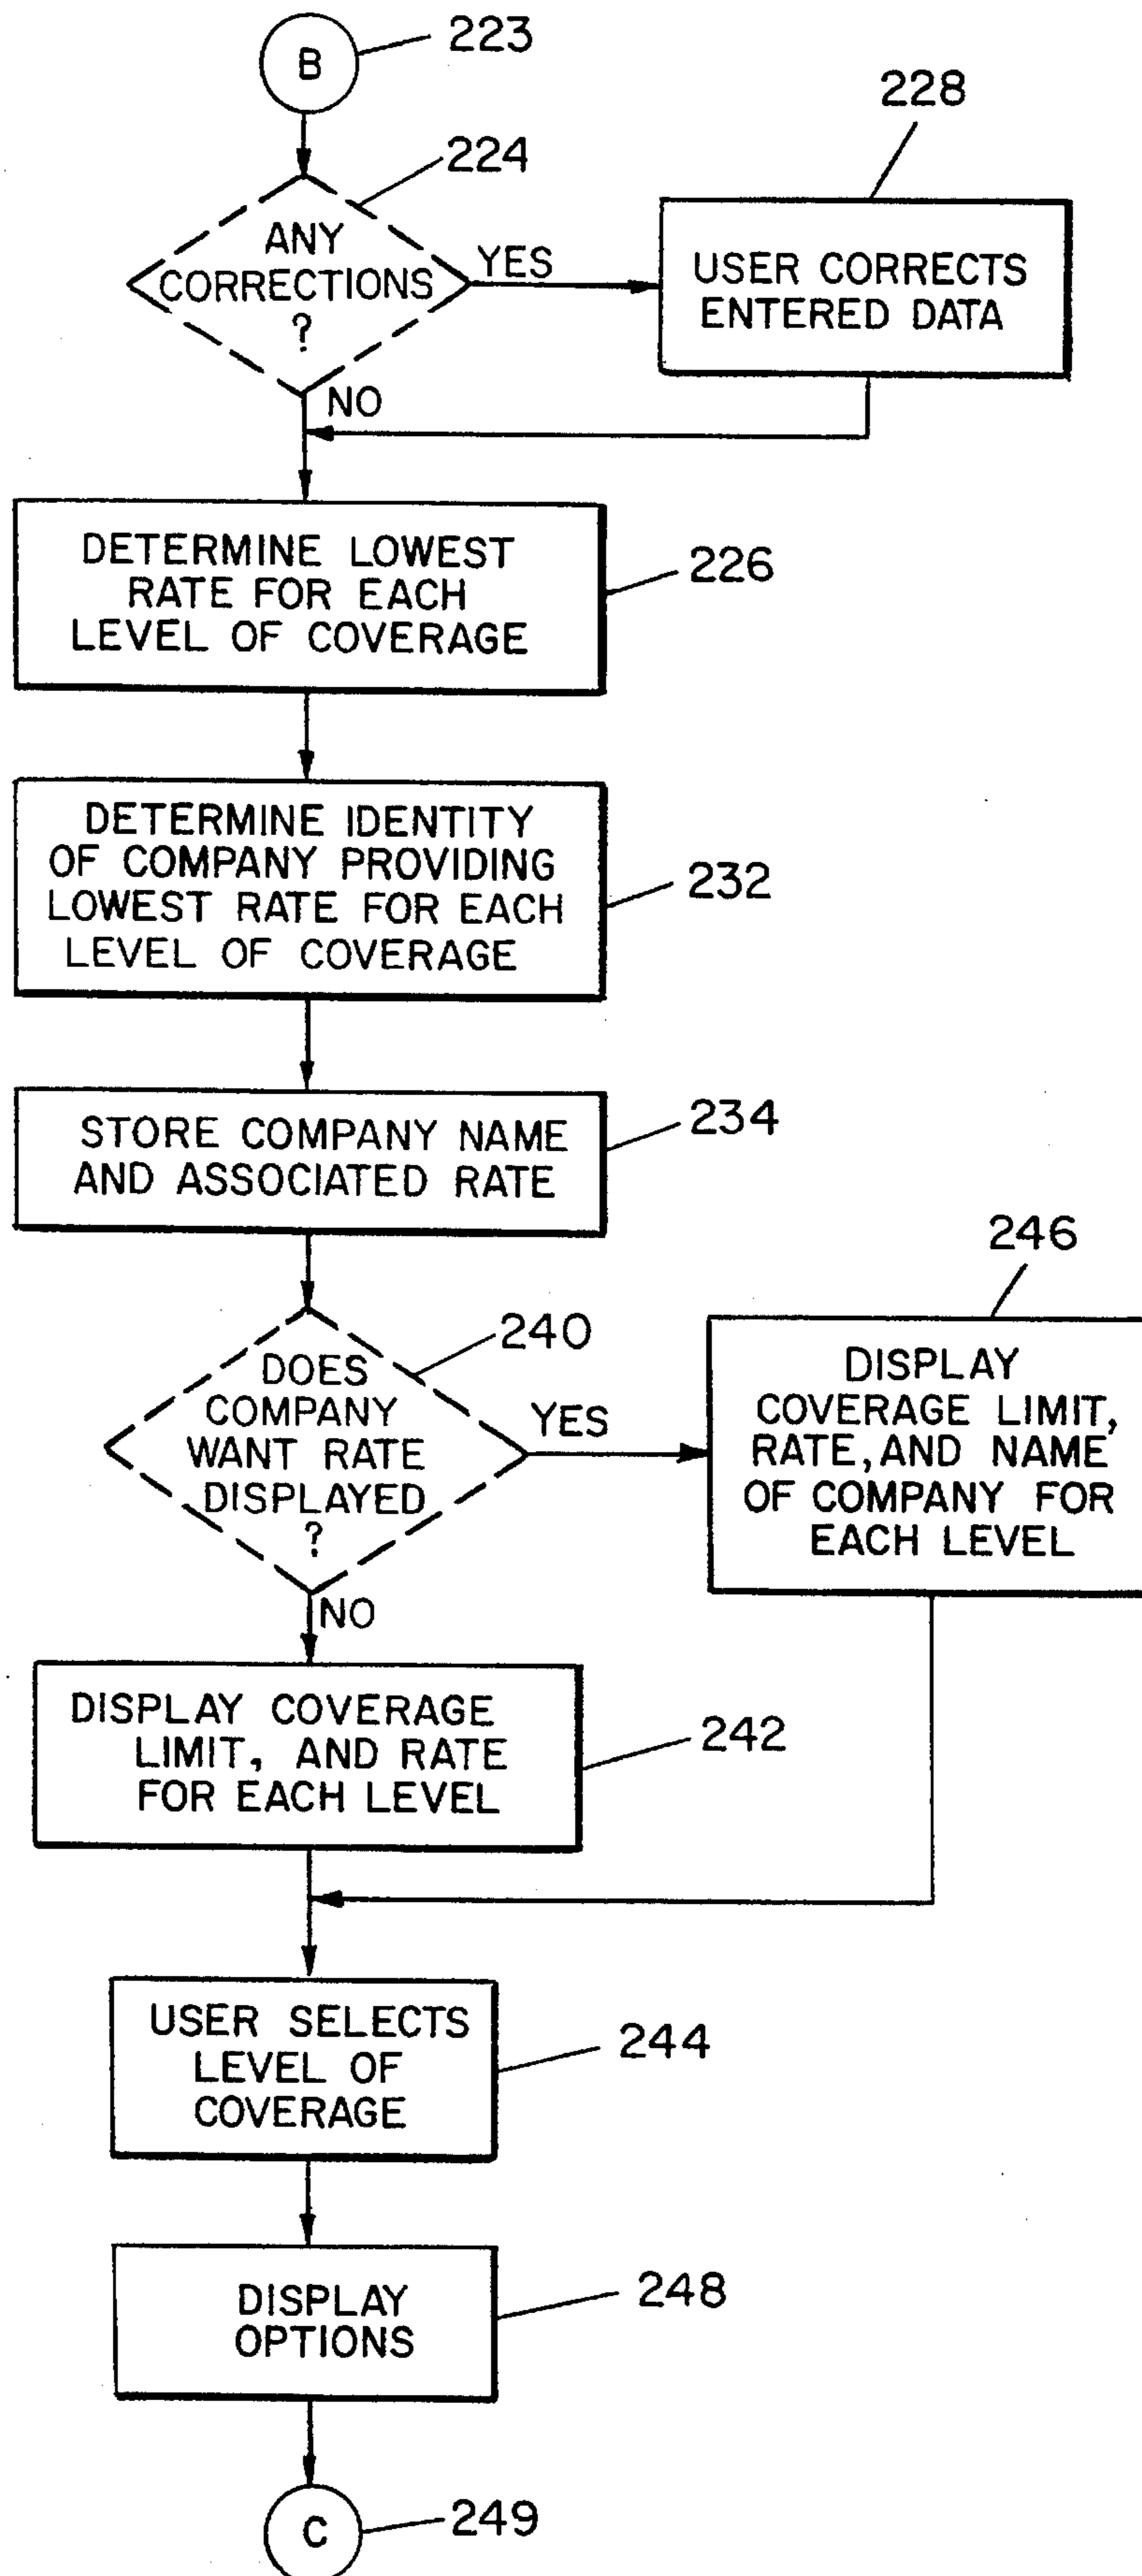 B
223
224
228
ANY
CORRECTIONS
?
YES
USER CORRECTS
ENTERED DATA
NO
DETERMINE LOWEST
RATE FOR EACH
LEVEL OF COVERAGE
226
DETERMINE IDENTITY
OF COMPANY PROVIDING
LOWEST RATE FOR EACH
LEVEL OF COVERAGE
232
STORE COMPANY NAME
AND ASSOCIATED RATE
234
240
246
DOES
COMPANY
WANT RATE
DISPLAYED
?
YES
DISPLAY
COVERAGE LIMIT,
RATE, AND NAME
OF COMPANY FOR
EACH LEVEL
NO
DISPLAY COVERAGE
LIMIT, AND RATE
FOR EACH LEVEL
242
USER SELECTS
LEVEL OF
COVERAGE
244
DISPLAY
OPTIONS
248
C
249